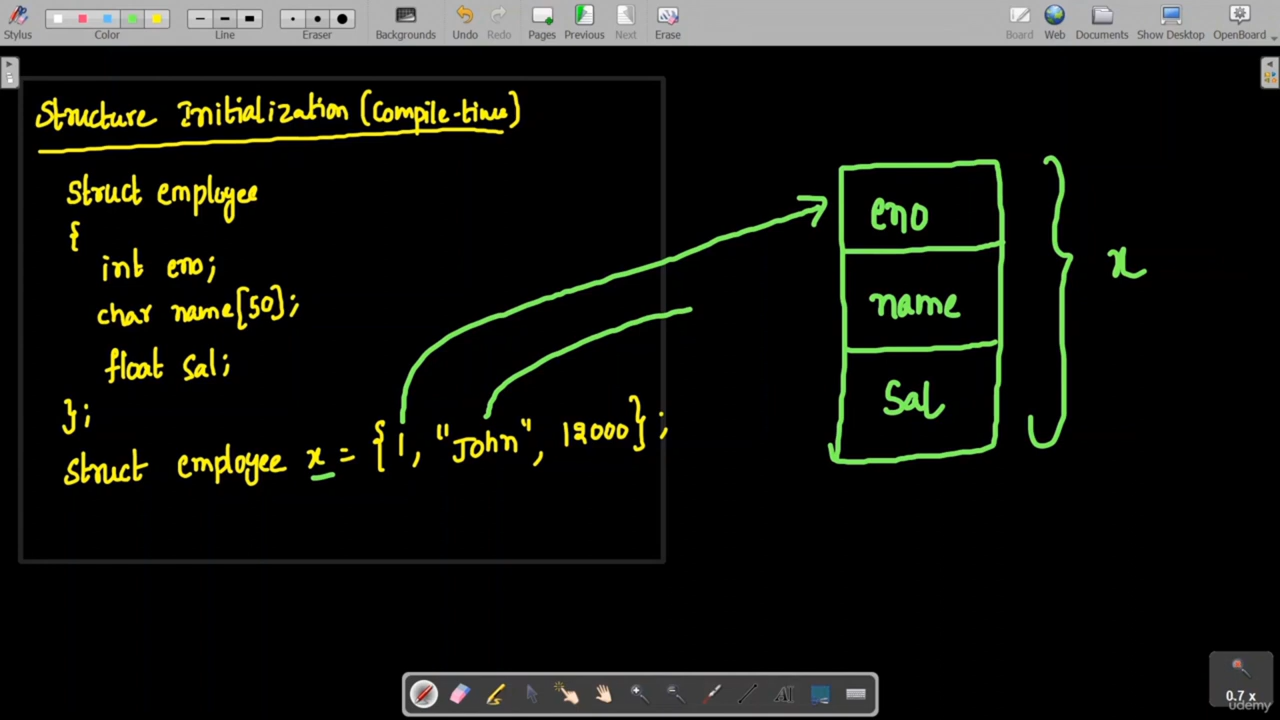 Stylus Color Line Eraser Backgrounds Undo Redo Pages Previous Next Erase Board Web Documents Show Desktop OpenBoard
Structure Initialization (Compile-time)
Struct employee
{
int eno;
char name[50];
float sal;
};
Struct employee x = {1, "John", 12000};
eno
name
sal
x
0.7 x
udemy